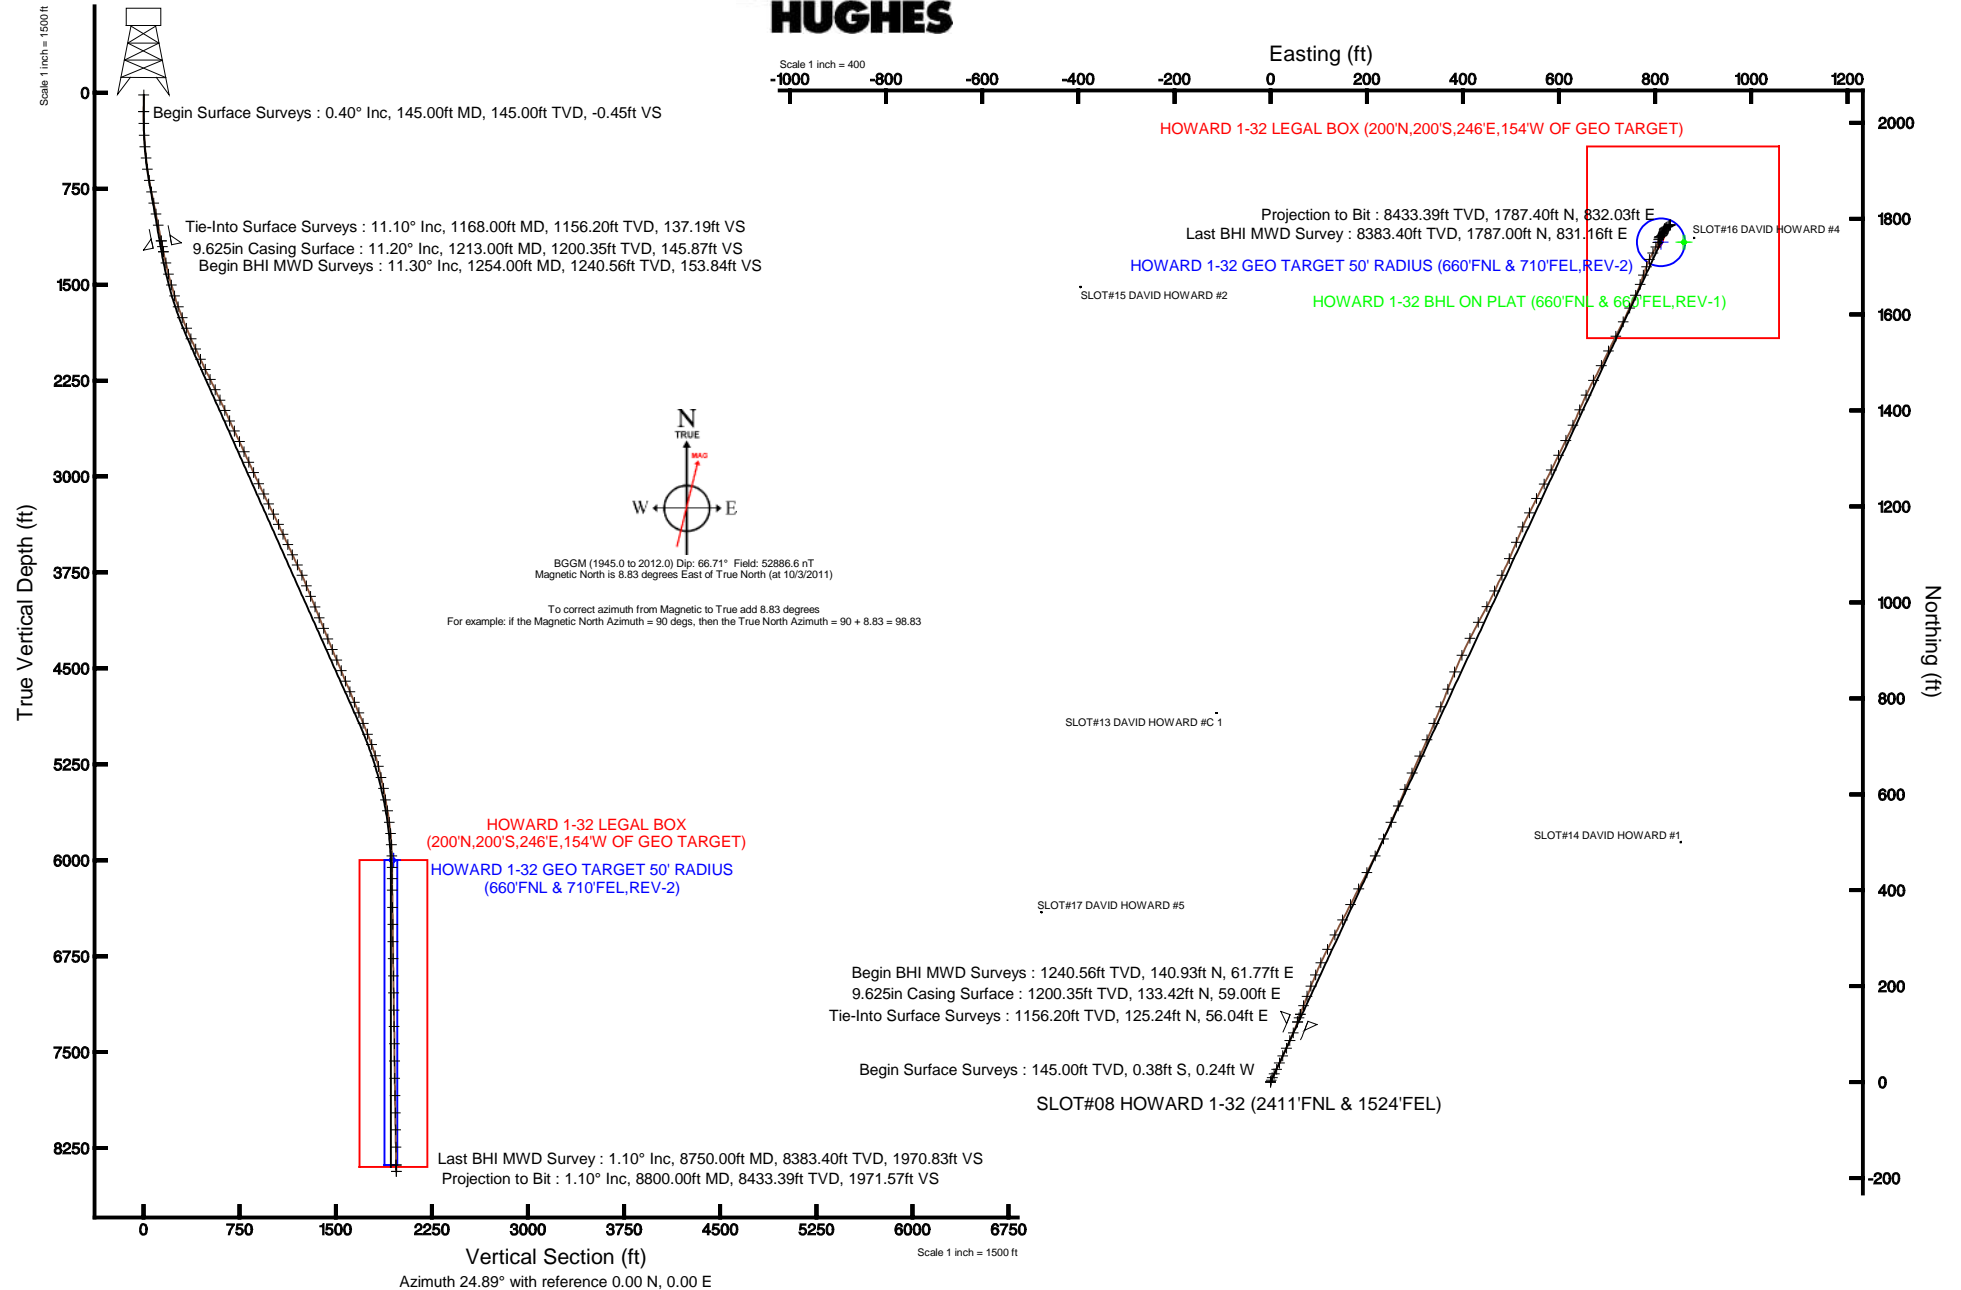 HUGHES
Scale 1 inch = 1500 ft
0
750
1500
2250
3000
3750
4500
5250
6000
6750
7500
8250
True Vertical Depth (ft)
Begin Surface Surveys : 0.40° Inc, 145.00ft MD, 145.00ft TVD, -0.45ft VS
Tie-Into Surface Surveys : 11.10° Inc, 1168.00ft MD, 1156.20ft TVD, 137.19ft VS
9.625in Casing Surface : 11.20° Inc, 1213.00ft MD, 1200.35ft TVD, 145.87ft VS
Begin BHI MWD Surveys : 11.30° Inc, 1254.00ft MD, 1240.56ft TVD, 153.84ft VS
HOWARD 1-32 LEGAL BOX
(200'N,200'S,246'E,154'W OF GEO TARGET)
HOWARD 1-32 GEO TARGET 50' RADIUS
(660'FNL & 710'FEL,REV-2)
Last BHI MWD Survey : 1.10° Inc, 8750.00ft MD, 8383.40ft TVD, 1970.83ft VS
Projection to Bit : 1.10° Inc, 8800.00ft MD, 8433.39ft TVD, 1971.57ft VS
0 750 1500 2250 3000 3750 4500 5250 6000 6750
Vertical Section (ft)
Scale 1 inch = 1500 ft
Azimuth 24.89° with reference 0.00 N, 0.00 E
N
TRUE
MAG
W
E
BGGM (1945.0 to 2012.0) Dip: 66.71° Field: 52886.6 nT
Magnetic North is 8.83 degrees East of True North (at 10/3/2011)
To correct azimuth from Magnetic to True add 8.83 degrees
For example: if the Magnetic North Azimuth = 90 degs, then the True North Azimuth = 90 + 8.83 = 98.83
Easting (ft)
Scale 1 inch = 400
-1000 -800 -600 -400 -200 0 200 400 600 800 1000 1200
HOWARD 1-32 LEGAL BOX (200'N,200'S,246'E,154'W OF GEO TARGET)
Projection to Bit : 8433.39ft TVD, 1787.40ft N, 832.03ft E
Last BHI MWD Survey : 8383.40ft TVD, 1787.00ft N, 831.16ft E
SLOT#16 DAVID HOWARD #4
HOWARD 1-32 GEO TARGET 50' RADIUS (660'FNL & 710'FEL,REV-2)
SLOT#15 DAVID HOWARD #2
HOWARD 1-32 BHL ON PLAT (660'FNL & 660'FEL,REV-1)
SLOT#13 DAVID HOWARD #C 1
SLOT#14 DAVID HOWARD #1
SLOT#17 DAVID HOWARD #5
Begin BHI MWD Surveys : 1240.56ft TVD, 140.93ft N, 61.77ft E
9.625in Casing Surface : 1200.35ft TVD, 133.42ft N, 59.00ft E
Tie-Into Surface Surveys : 1156.20ft TVD, 125.24ft N, 56.04ft E
Begin Surface Surveys : 145.00ft TVD, 0.38ft S, 0.24ft W
SLOT#08 HOWARD 1-32 (2411'FNL & 1524'FEL)
2000
1800
1600
1400
1200
1000
800
600
400
200
0
-200
Northing (ft)